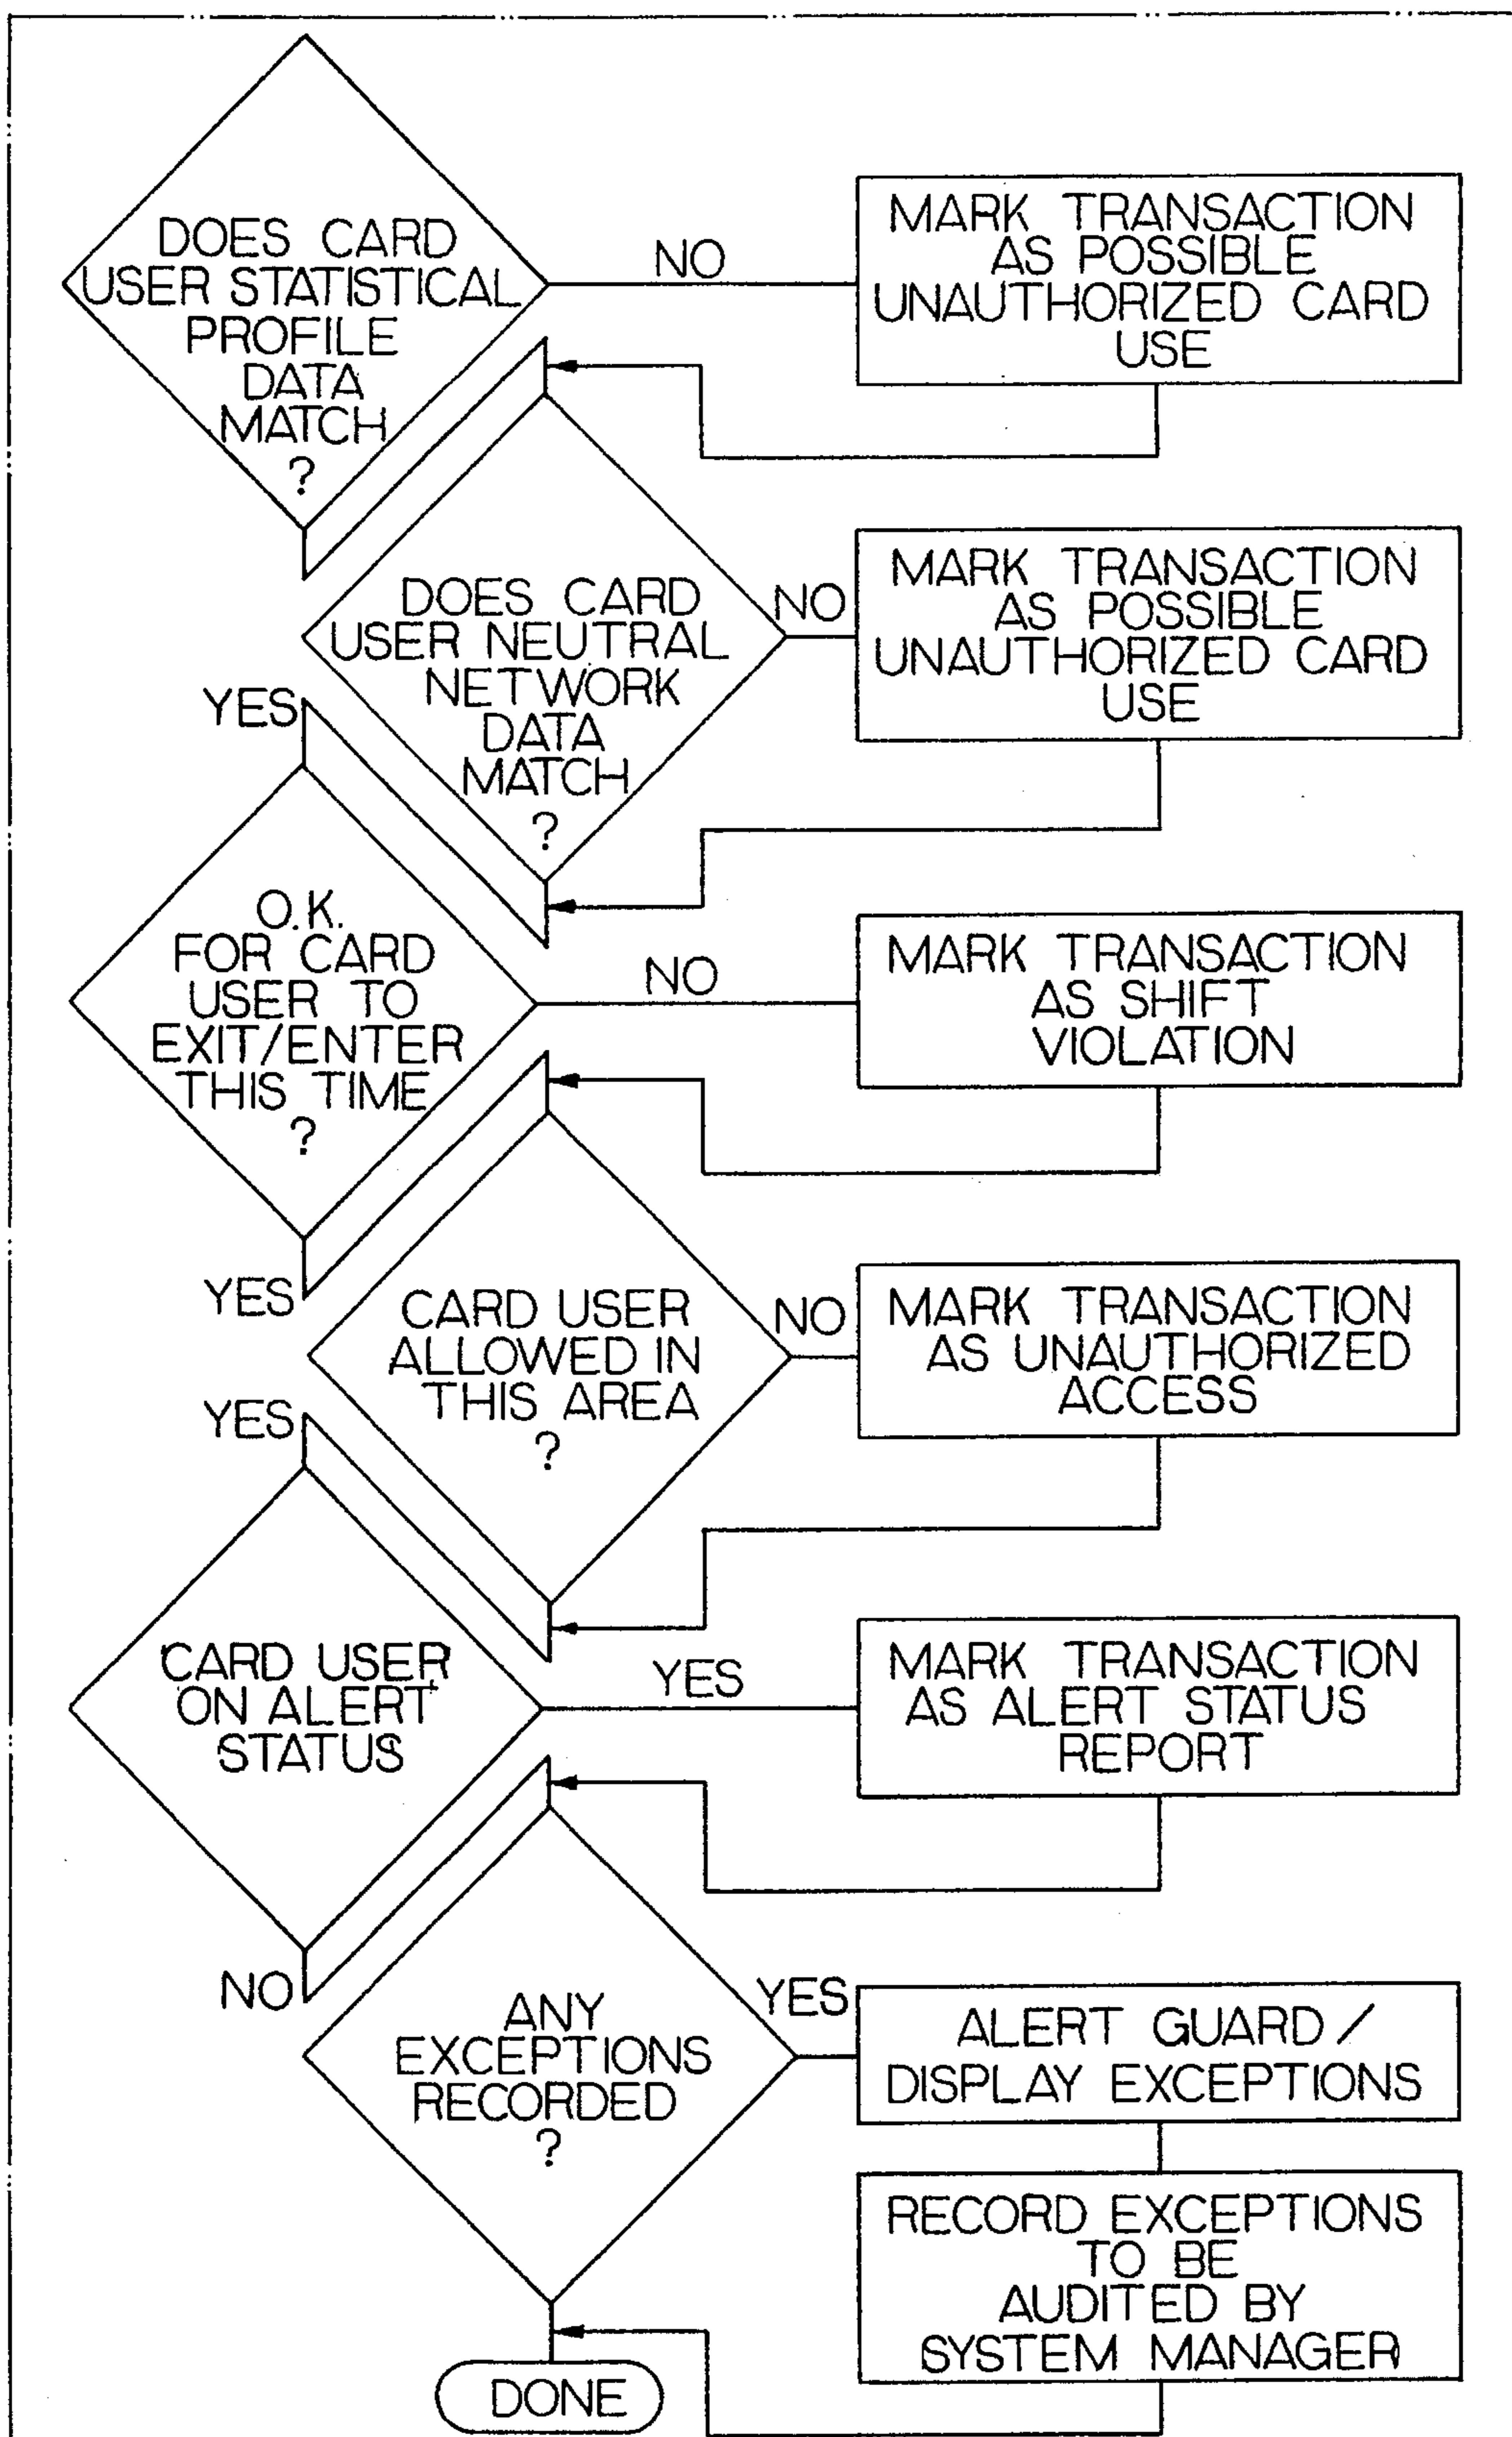 DOES CARD
USER STATISTICAL
PROFILE
DATA
MATCH
?
NO
MARK TRANSACTION
AS POSSIBLE
UNAUTHORIZED CARD
USE
DOES CARD
USER NEUTRAL
NETWORK
DATA
MATCH
?
NO
MARK TRANSACTION
AS POSSIBLE
UNAUTHORIZED CARD
USE
YES
O.K.
FOR CARD
USER TO
EXIT/ENTER
THIS TIME
?
NO
MARK TRANSACTION
AS SHIFT
VIOLATION
YES
CARD USER
ALLOWED IN
THIS AREA
?
NO
MARK TRANSACTION
AS UNAUTHORIZED
ACCESS
YES
CARD USER
ON ALERT
STATUS
YES
MARK TRANSACTION
AS ALERT STATUS
REPORT
NO
ANY
EXCEPTIONS
RECORDED
?
YES
ALERT GUARD /
DISPLAY EXCEPTIONS
RECORD EXCEPTIONS
TO BE
AUDITED BY
SYSTEM MANAGER
DONE